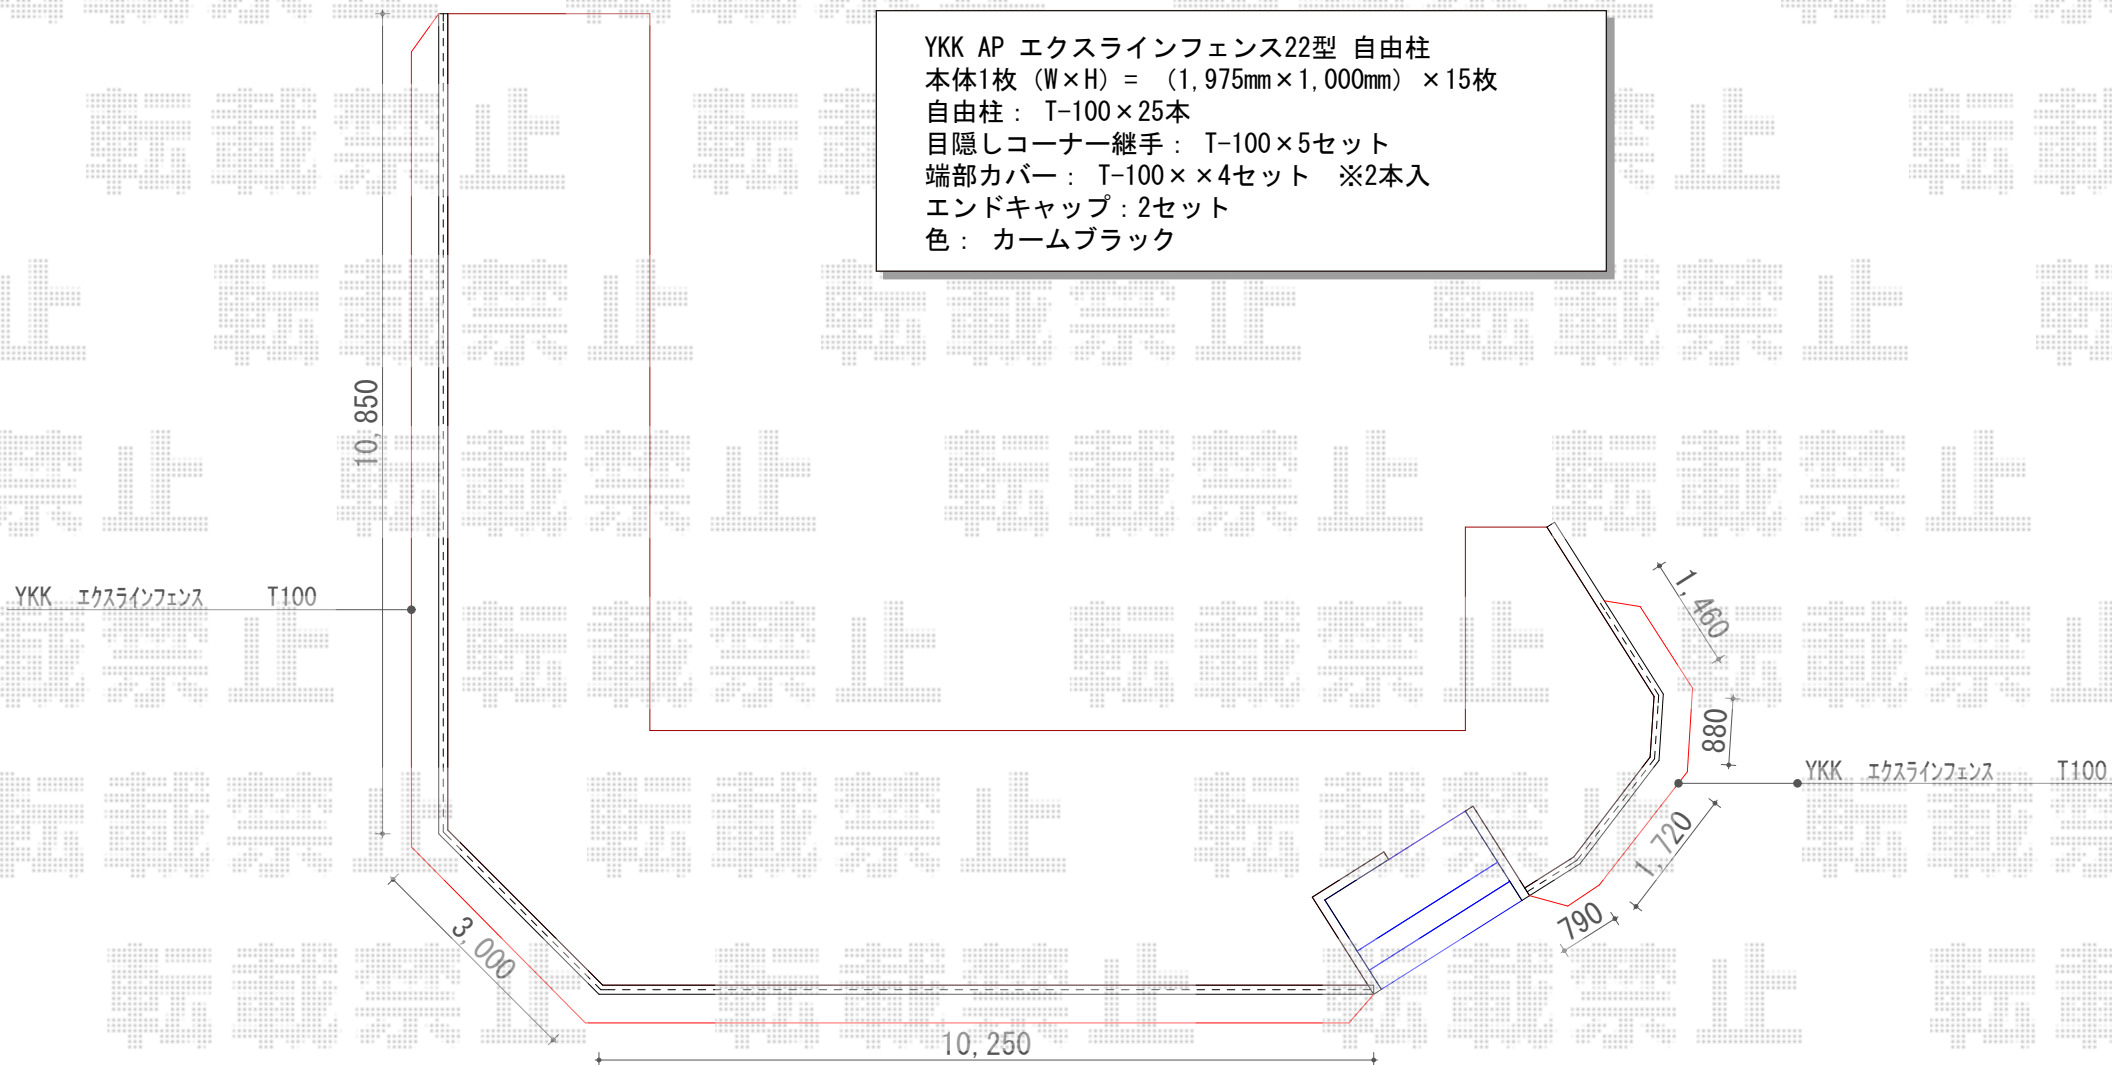 YKK AP エクスラインフェンス22型 自由柱
本体1枚 (W×H) = (1,975mm×1,000mm) ×15枚
自由柱: T-100×25本
目隠しコーナー継手: T-100×5セット
端部カバー: T-100××4セット ※2本入
エンドキャップ:2セット
色: カームブラック
10,850
YKK エクスラインフェンス T100
3,000
10,250
1,460
880
YKK エクスラインフェンス T100
1,720
790
転載禁止